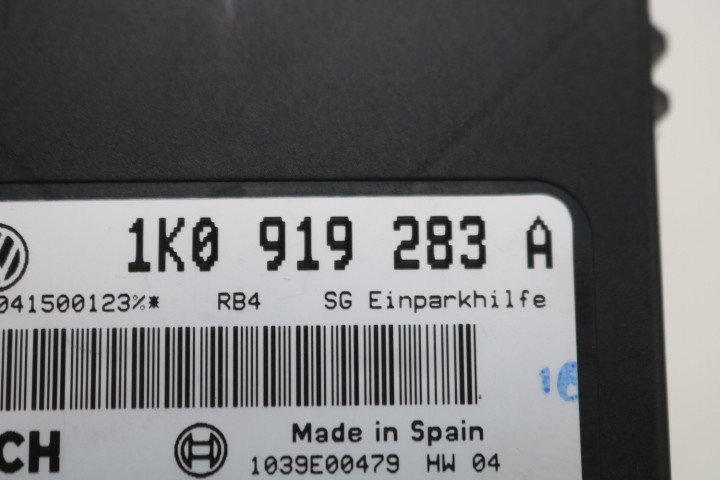 1K0 919 283 A
041500123%* RB4 SG Einparkhilfe
16
CH Made in Spain
1039E00479 HW 04